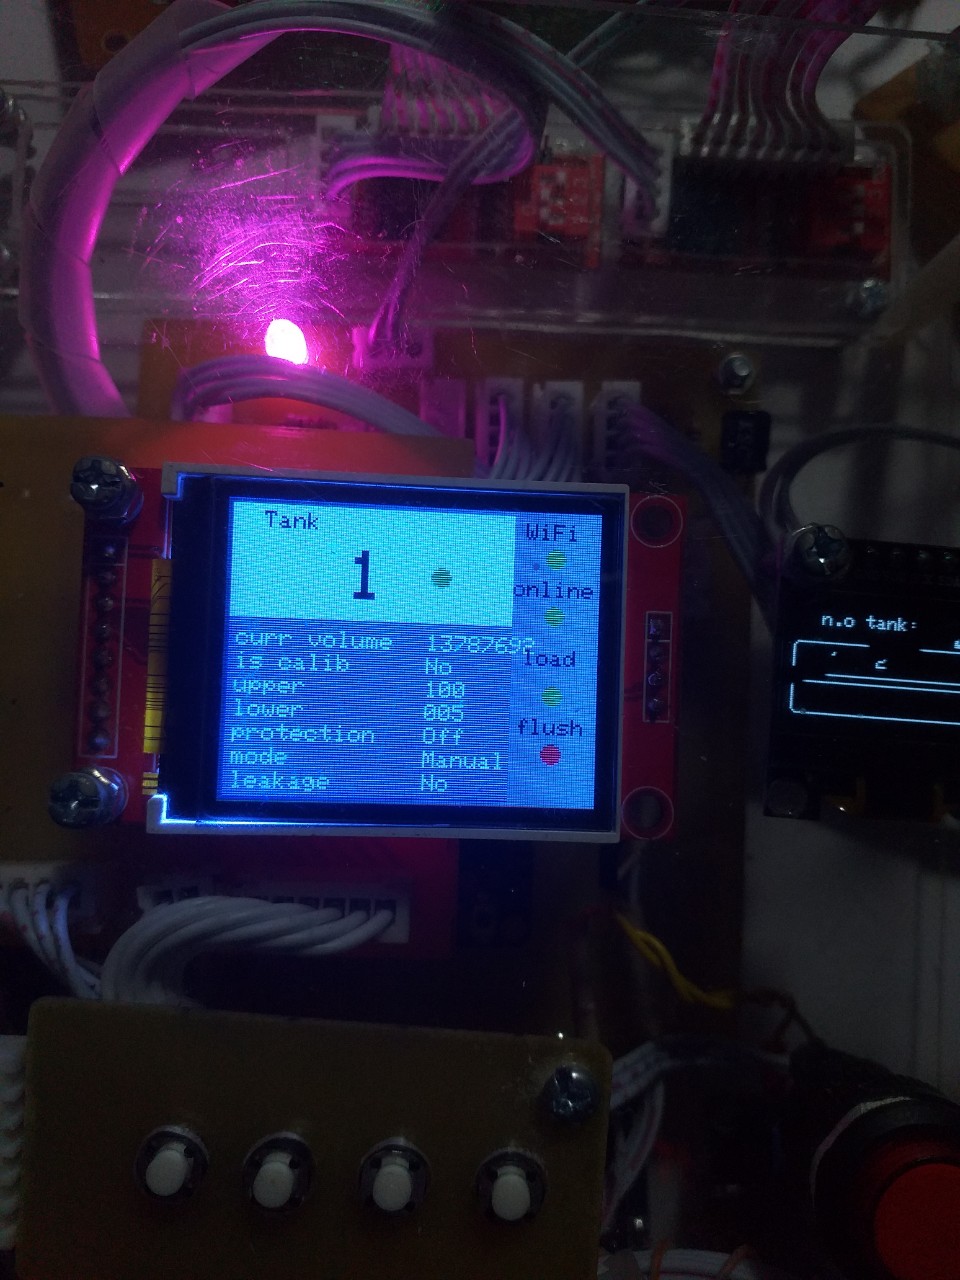 Tank
1
WiFi
online
load
flush
curr volume 13787692
is calib No
upper 100
lower 005
protection Off
mode Manual
leakage No
n.o tank: